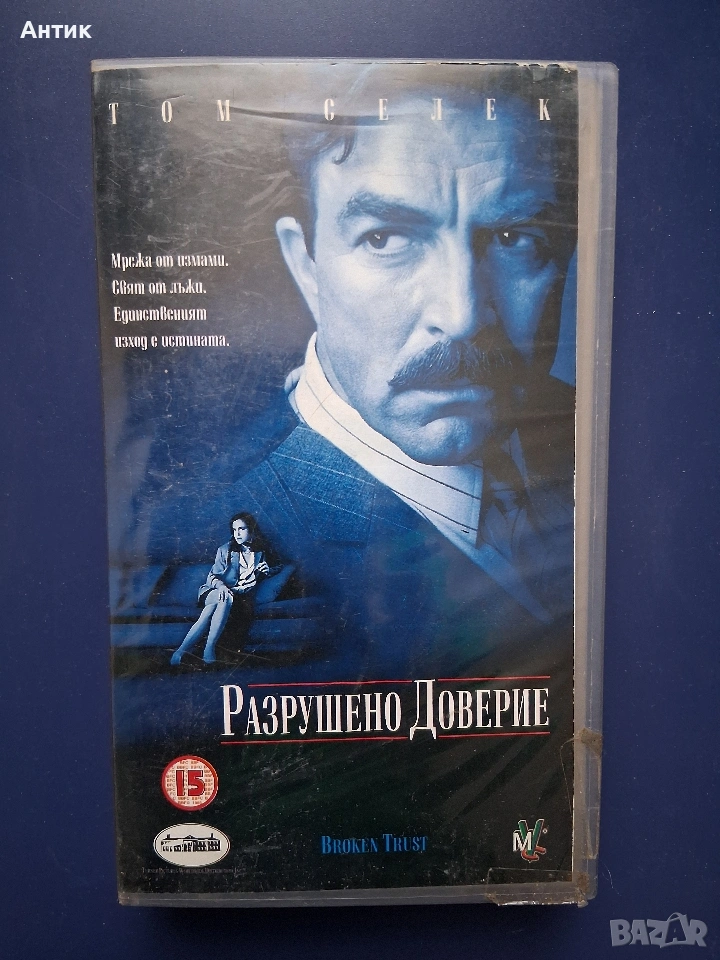 Антик
ТОМ СЕЛЕК
Мрежа от измами.
Свят от лъжи.
Единственият
изход е истината.
РАЗРУШЕНО ДОВЕРИЕ
15
BROKEN TRUST
BAZAR